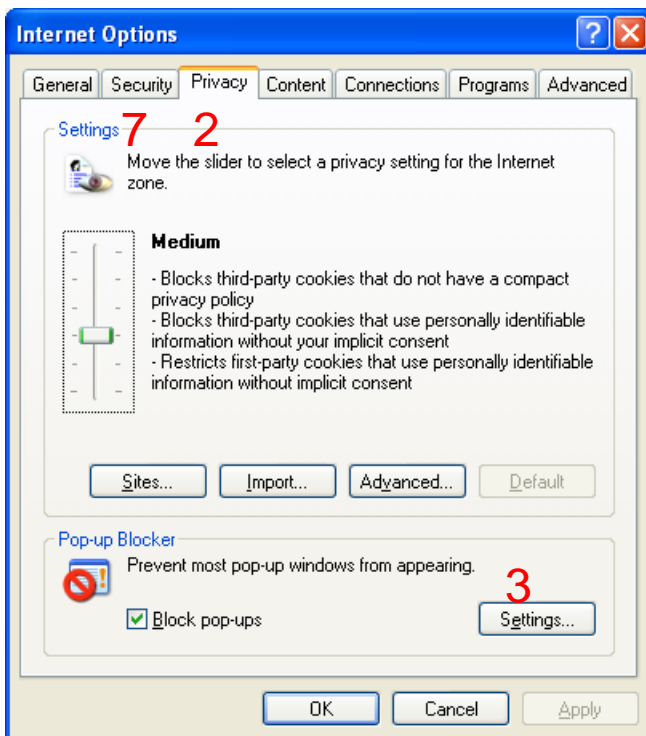 Internet Options
General Security Privacy Content Connections Programs Advanced
Settings 7 2
Move the slider to select a privacy setting for the Internet
zone.
Medium
- Blocks third-party cookies that do not have a compact
privacy policy
- Blocks third-party cookies that use personally identifiable
information without your implicit consent
- Restricts first-party cookies that use personally identifiable
information without implicit consent
Sites... Import... Advanced... Default
Pop-up Blocker
Prevent most pop-up windows from appearing.
3
Block pop-ups Settings...
OK Cancel Apply